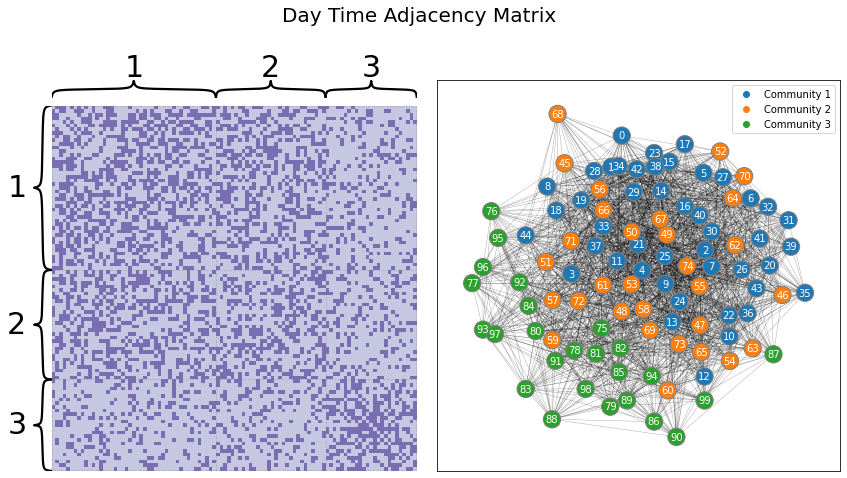 Day Time Adjacency Matrix
1 2 3
1
2
3
Community 1
Community 2
Community 3
68
0
17
23 52
45 28 34 42 38 15
5 27 70
8 56 29 14
19 64 6 32
76 18 66 67 16 40 31
33
95 44 71 50 49 30 41
37 21 62 39
51 11 25 2
96 3 4 74 7 26 20
77 92 61 53 9 55 43 46 35
84 57 72 48 58 24 22 36
93 97 80 75 69 13 47 10
59 78 81 82 73 65 63 87
91 85 94 54
83 98 60 12
79 89 99
88 86
90